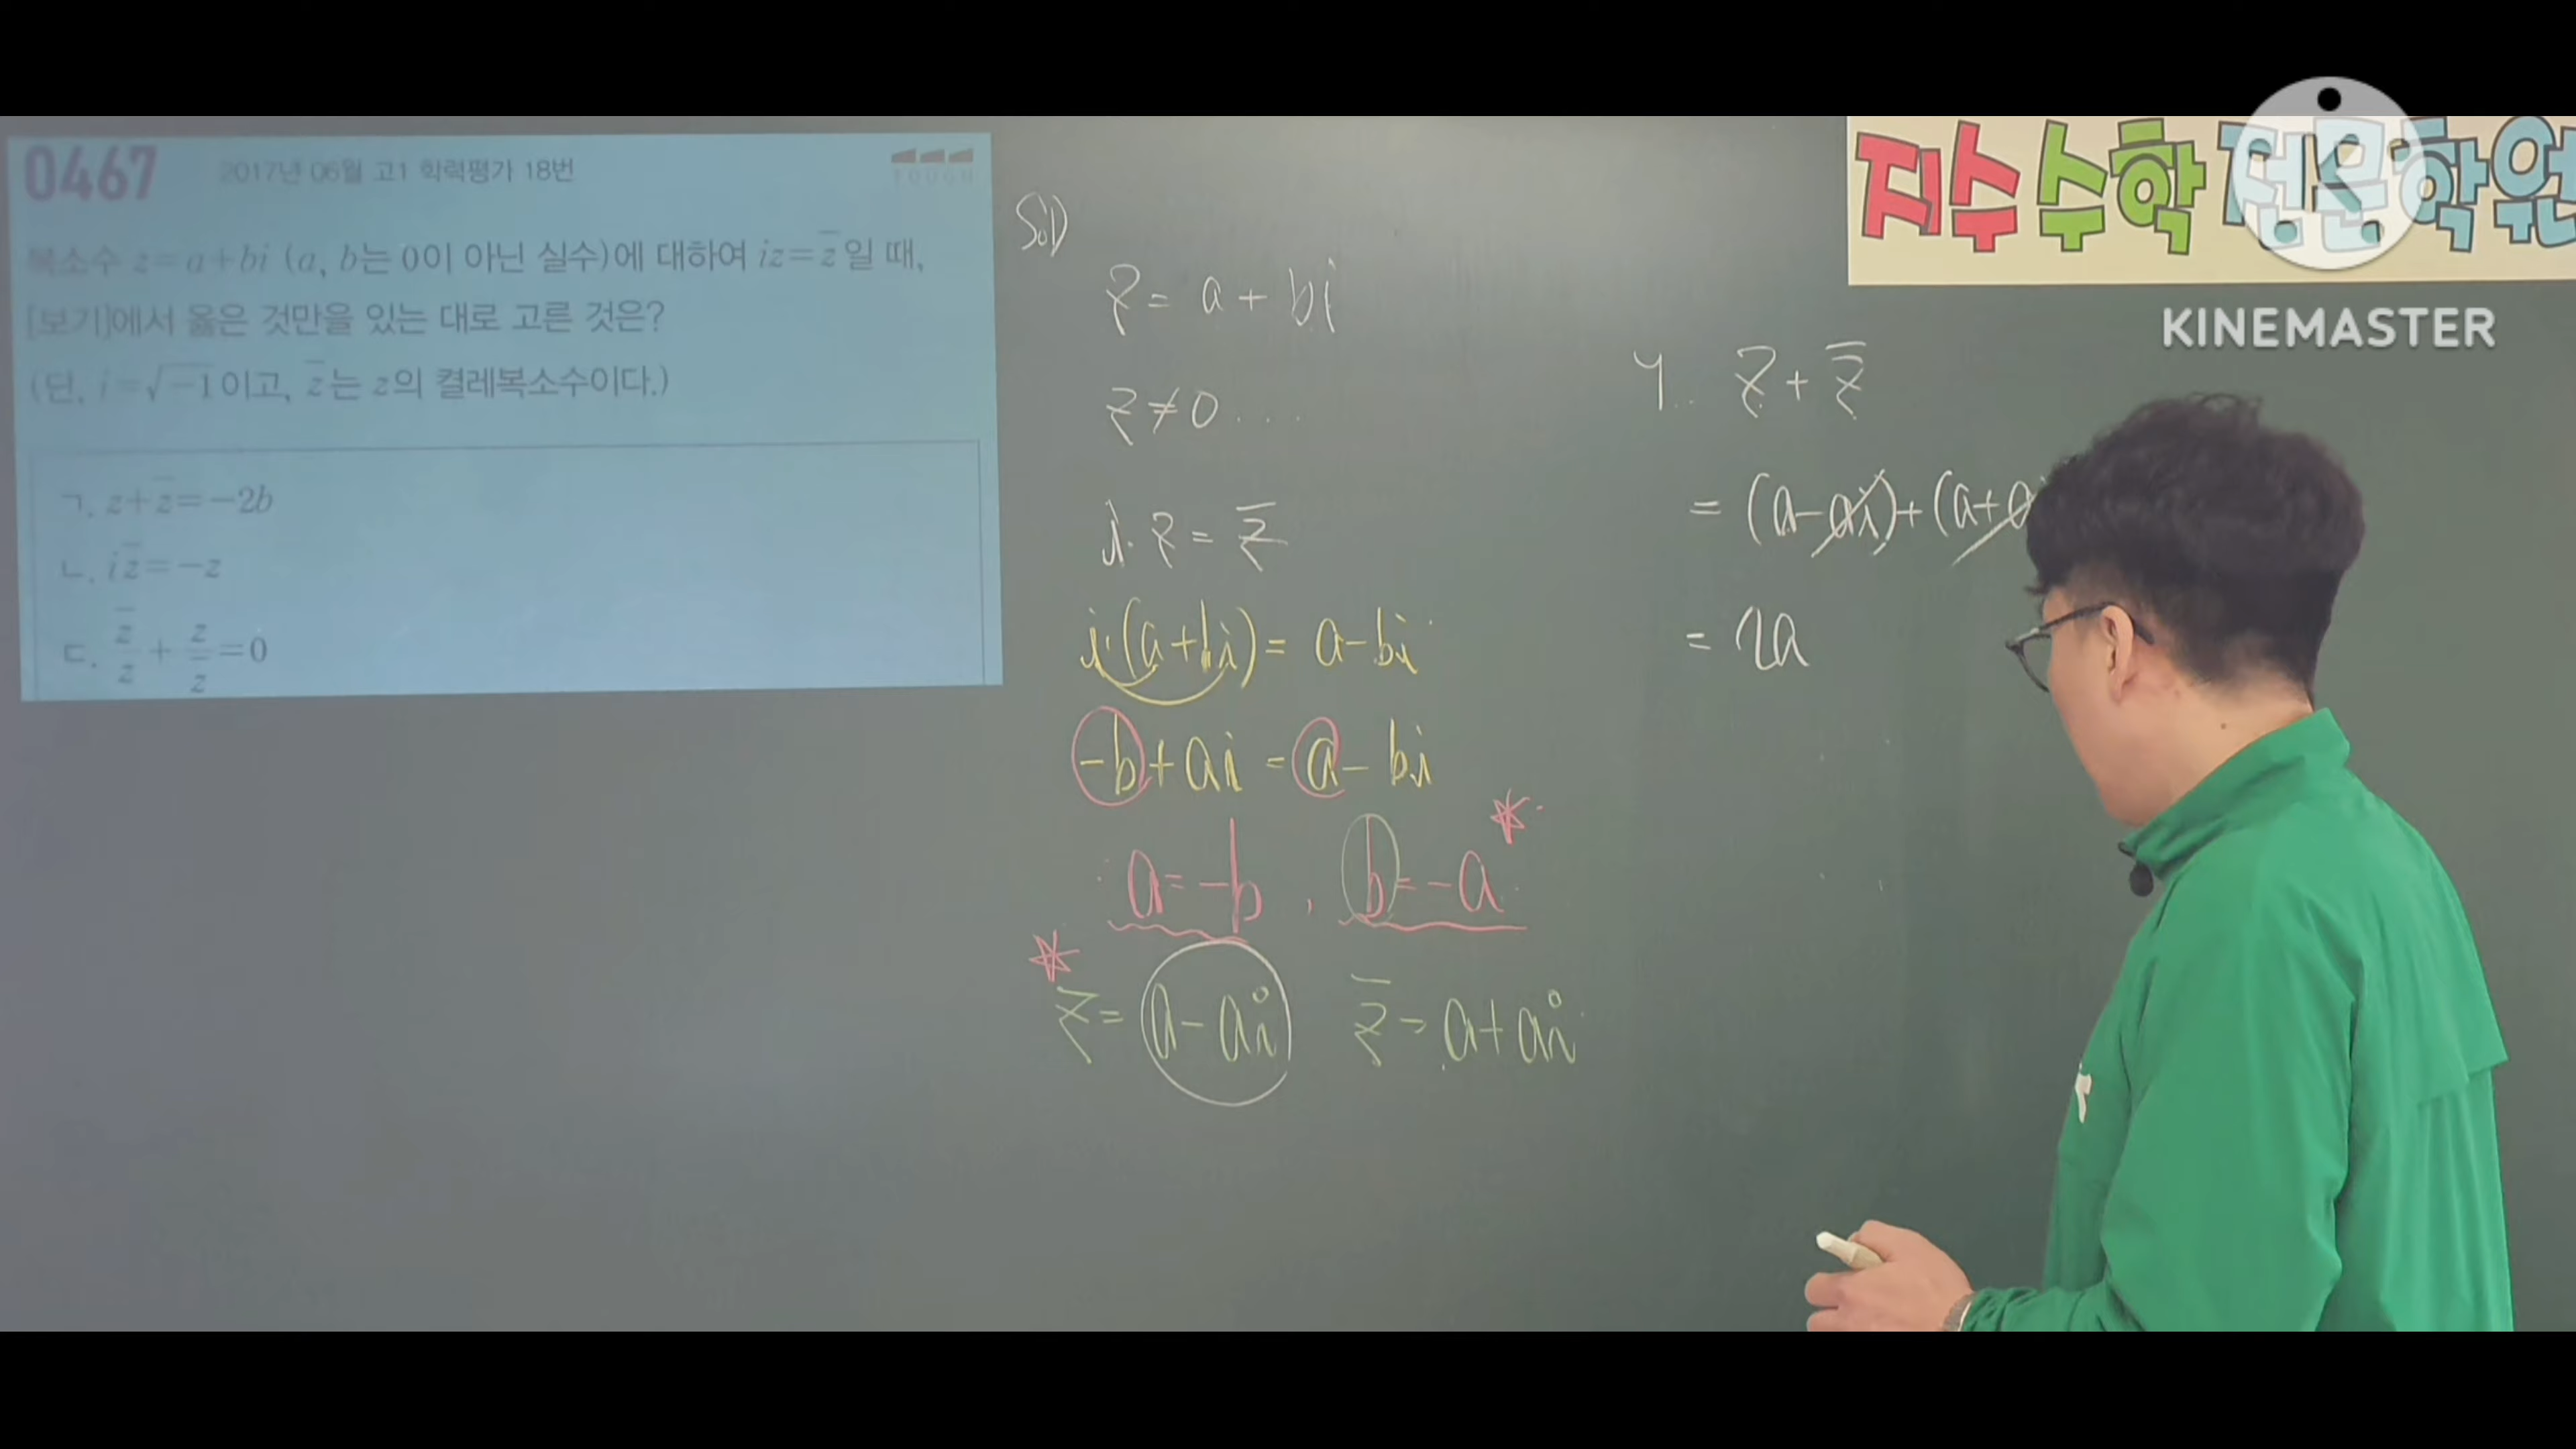 0467 2017년 06월 고1 학력평가 18번
TOUGH
복소수 z=a+bi (a, b는 0이 아닌 실수)에 대하여 iz=z̅일 때,
[보기]에서 옳은 것만을 있는 대로 고른 것은?
(단, i=√-1이고, z̅는 z의 켤레복소수이다.)
ㄱ. z+z̅=-2b
ㄴ. iz̅=-z
ㄷ. z̅/z + z/z̅ =0
Sol)
z = a + bi
z ≠ 0 ....
i·z = z̅
i·(a+bi) = a-bi
-b+ai = a-bi
a=-b , b=-a *
* z = a-ai z̅ = a+ai
ㄱ. z + z̅
= (a-ai)+(a+a
= 2a
지수수학전문학원
KINEMASTER